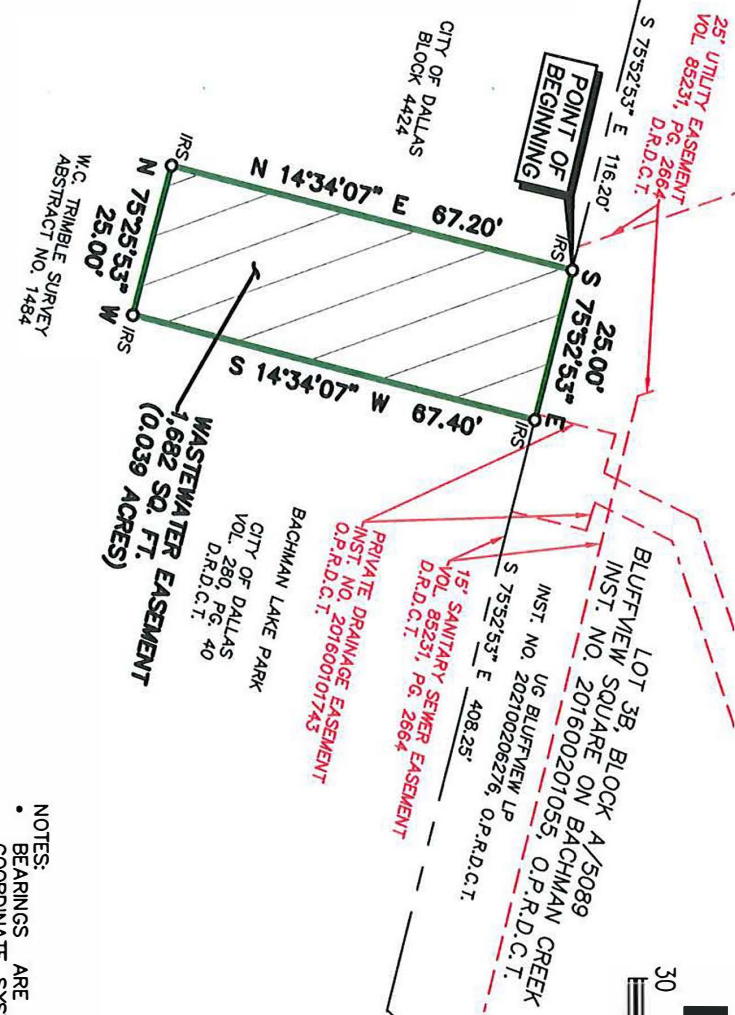 25' UTILITY EASEMENT
VOL. 85231, PG. 2664
D.R.D.C.T.
S 75°52'53" E 116.20'
CITY OF DALLAS
BLOCK 4424
POINT OF
BEGINNING
IRS
S 75°52'53" E
25.00'
N 14°34'07" E 67.20'
IRS
N 75°25'53" W
25.00'
IRS
W.C. TRIMBLE SURVEY
ABSTRACT NO. 1484
S 14°34'07" W 67.40'
IRS
WASTEWATER EASEMENT
1,682 SQ. FT.
(0.039 ACRES)
BACHMAN LAKE PARK
CITY OF DALLAS
VOL. 280, PG. 40
D.R.D.C.T.
PRIVATE DRAINAGE EASEMENT
INST. NO. 201600101743
O.P.R.D.C.T.
15' SANITARY SEWER EASEMENT
VOL. 85231, PG. 2664
D.R.D.C.T.
S 75°52'53" E 408.25'
UG BLUFFVIEW LP
INST. NO. 202100206276, O.P.R.D.C.T.
LOT 3B, BLOCK A/5089
BLUFFVIEW SQUARE ON BACHMAN CREEK
INST. NO. 201600201055, O.P.R.D.C.T.
30
NOTES:
• BEARINGS ARE